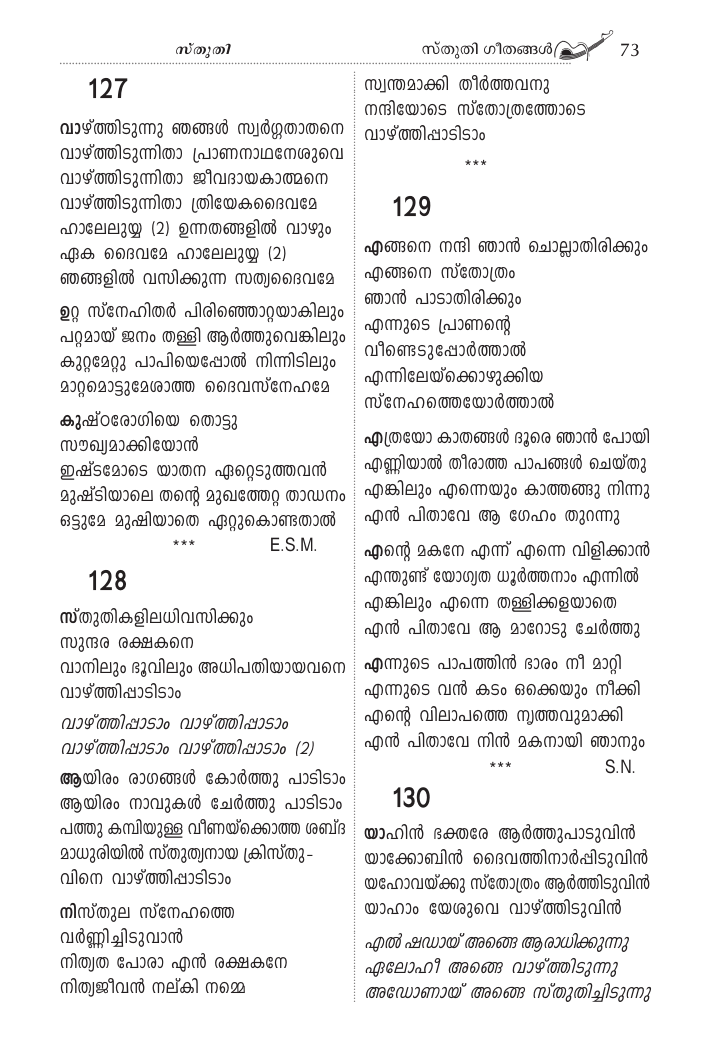 സ്തുതി
സ്തുതി ഗീതങ്ങൾ 73
127
വാഴ്ത്തിടുന്നു ഞങ്ങൾ സ്വർഗ്ഗതാതനെ
വാഴ്ത്തിടുന്നിതാ പ്രാണനാഥനേശുവെ
വാഴ്ത്തിടുന്നിതാ ജീവദായകാത്മനെ
വാഴ്ത്തിടുന്നിതാ ത്രിയേകദൈവമേ
ഹാലേലുയ്യ (2) ഉന്നതങ്ങളിൽ വാഴും
ഏക ദൈവമേ ഹാലേലുയ്യ (2)
ഞങ്ങളിൽ വസിക്കുന്ന സത്യദൈവമേ
ഉറ്റ സ്നേഹിതർ പിരിഞ്ഞൊറ്റയാകിലും
പറ്റമായ് ജനം തള്ളി ആർത്തുവെങ്കിലും
കുറ്റമേറ്റു പാപിയെപ്പോൽ നിന്നിടിലും
മാറ്റമൊട്ടുമേശാത്ത ദൈവസ്നേഹമേ
കുഷ്ഠരോഗിയെ തൊട്ടു
സൗഖ്യമാക്കിയോൻ
ഇഷ്ടമോടെ യാതന ഏറ്റെടുത്തവൻ
മുഷ്ടിയാലെ തന്റെ മുഖത്തേറ്റ താഡനം
ഒട്ടുമേ മുഷിയാതെ ഏറ്റുകൊണ്ടതാൽ
*** E.S.M.
128
സ്തുതികളിലധിവസിക്കും
സുന്ദര രക്ഷകനെ
വാനിലും ഭൂവിലും അധിപതിയായവനെ
വാഴ്ത്തിപ്പാടിടാം
വാഴ്ത്തിപ്പാടാം വാഴ്ത്തിപ്പാടാം
വാഴ്ത്തിപ്പാടാം വാഴ്ത്തിപ്പാടാം (2)
ആയിരം രാഗങ്ങൾ കോർത്തു പാടിടാം
ആയിരം നാവുകൾ ചേർത്തു പാടിടാം
പത്തു കമ്പിയുള്ള വീണയ്ക്കൊത്ത ശബ്ദ
മാധുരിയിൽ സ്തുത്യനായ ക്രിസ്തു-
വിനെ വാഴ്ത്തിപ്പാടിടാം
നിസ്തുല സ്നേഹത്തെ
വർണ്ണിച്ചിടുവാൻ
നിത്യത പോരാ എൻ രക്ഷകനേ
നിത്യജീവൻ നല്കി നമ്മെ
സ്വന്തമാക്കി തീർത്തവനു
നന്ദിയോടെ സ്തോത്രത്തോടെ
വാഴ്ത്തിപ്പാടിടാം
***
129
എങ്ങനെ നന്ദി ഞാൻ ചൊല്ലാതിരിക്കും
എങ്ങനെ സ്തോത്രം
ഞാൻ പാടാതിരിക്കും
എന്നുടെ പ്രാണന്റെ
വീണ്ടെടുപ്പോർത്താൽ
എന്നിലേയ്ക്കൊഴുക്കിയ
സ്നേഹത്തെയോർത്താൽ
എത്രയോ കാതങ്ങൾ ദൂരെ ഞാൻ പോയി
എണ്ണിയാൽ തീരാത്ത പാപങ്ങൾ ചെയ്തു
എങ്കിലും എന്നെയും കാത്തങ്ങു നിന്നു
എൻ പിതാവേ ആ ഗേഹം തുറന്നു
എന്റെ മകനേ എന്ന് എന്നെ വിളിക്കാൻ
എന്തുണ്ട് യോഗ്യത ധൂർത്തനാം എന്നിൽ
എങ്കിലും എന്നെ തള്ളിക്കളയാതെ
എൻ പിതാവേ ആ മാറോടു ചേർത്തു
എന്നുടെ പാപത്തിൻ ഭാരം നീ മാറ്റി
എന്നുടെ വൻ കടം ഒക്കെയും നീക്കി
എന്റെ വിലാപത്തെ നൃത്തവുമാക്കി
എൻ പിതാവേ നിൻ മകനായി ഞാനും
*** S.N.
130
യാഹിൻ ഭക്തരേ ആർത്തുപാടുവിൻ
യാക്കോബിൻ ദൈവത്തിനാർപ്പിടുവിൻ
യഹോവയ്ക്കു സ്തോത്രം ആർത്തിടുവിൻ
യാഹാം യേശുവെ വാഴ്ത്തിടുവിൻ
എൽ ഷഡായ് അങ്ങെ ആരാധിക്കുന്നു
ഏലോഹീ അങ്ങെ വാഴ്ത്തിടുന്നു
അഡോണായ് അങ്ങെ സ്തുതിച്ചിടുന്നു